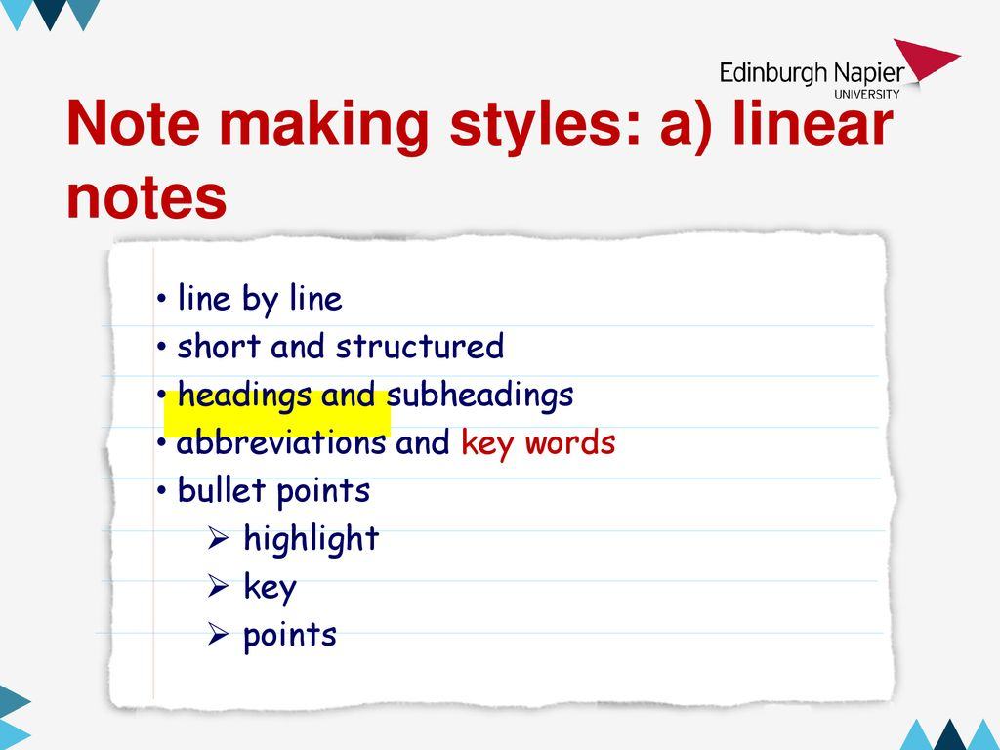 Edinburgh Napier
UNIVERSITY
Note making styles: a) linear
notes
• line by line
• short and structured
• headings and subheadings
• abbreviations and key words
• bullet points
➢ highlight
➢ key
➢ points